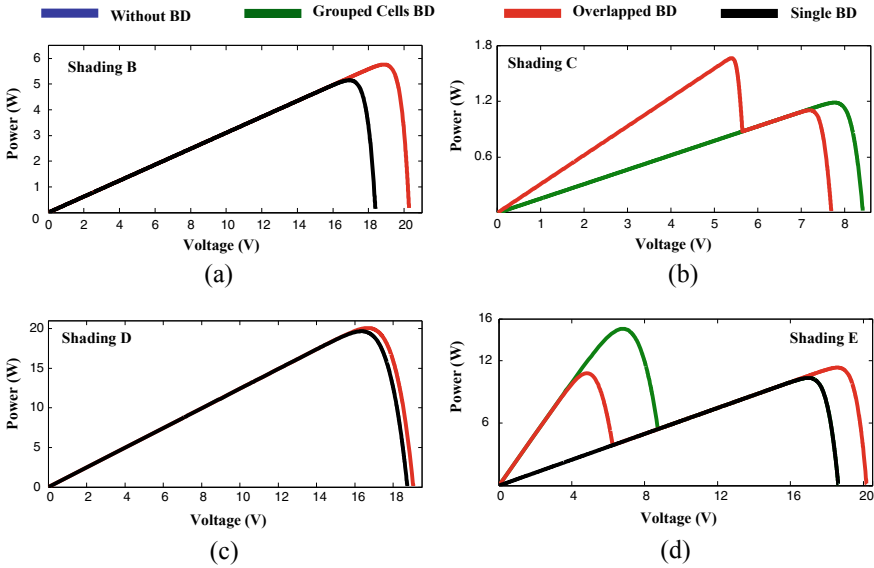 Without BD Grouped Cells BD Overlapped BD Single BD
Shading B
Power (W)
6
5
4
3
2
1
0
0 2 4 6 8 10 12 14 16 18 20
Voltage (V)
(a)
Shading C
Power (W)
1.8
1.2
0.6
0 1 2 3 4 5 6 7 8
Voltage (V)
(b)
Shading D
Power (W)
20
15
10
5
0
0 2 4 6 8 10 12 14 16 18
Voltage (V)
(c)
Shading E
Power (W)
16
12
9
6
0 4 8 12 16 20
Voltage (V)
(d)